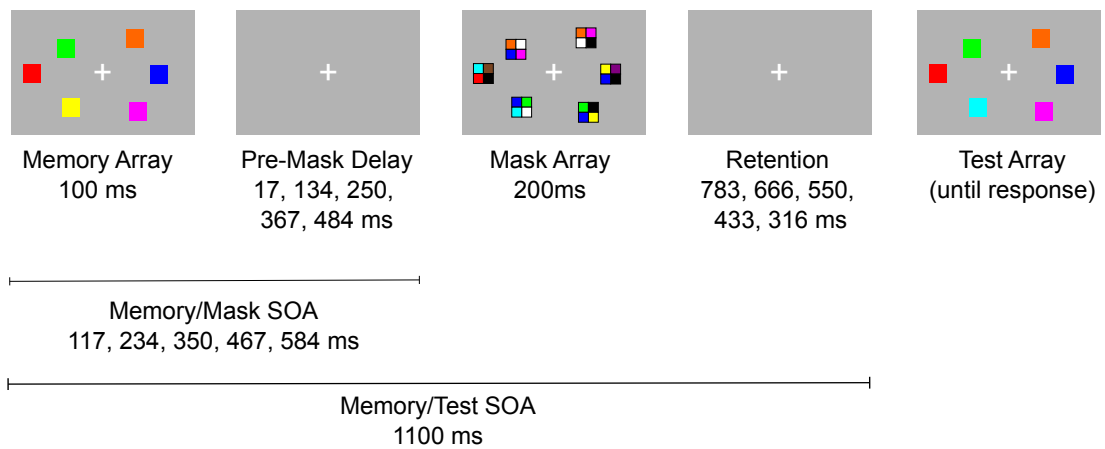 Memory Array
100 ms
Pre-Mask Delay
17, 134, 250,
367, 484 ms
Mask Array
200ms
Retention
783, 666, 550,
433, 316 ms
Test Array
(until response)
Memory/Mask SOA
117, 234, 350, 467, 584 ms
Memory/Test SOA
1100 ms